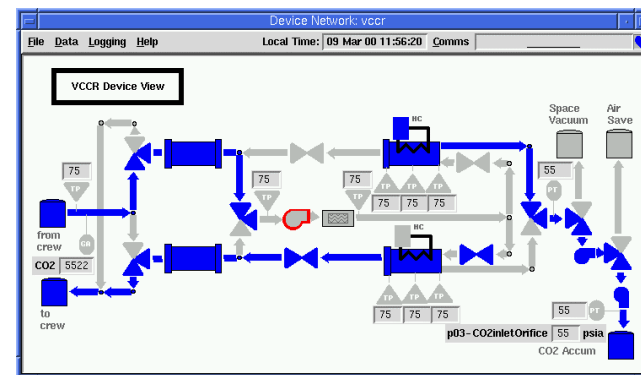 Device Network: vccr
File Data Logging Help Local Time: 09 Mar 00 11:56:20 Comms
VCCR Device View
HC
Space Vacuum
Air Save
75
TP
75
TP
75
TP
TP TP TP
75 75 75
55
PT
from crew
GA
CO2 5522
HC
to crew
TP TP TP
75 75 75
55 PT
p03-CO2inletOrifice 55 psia
CO2 Accum